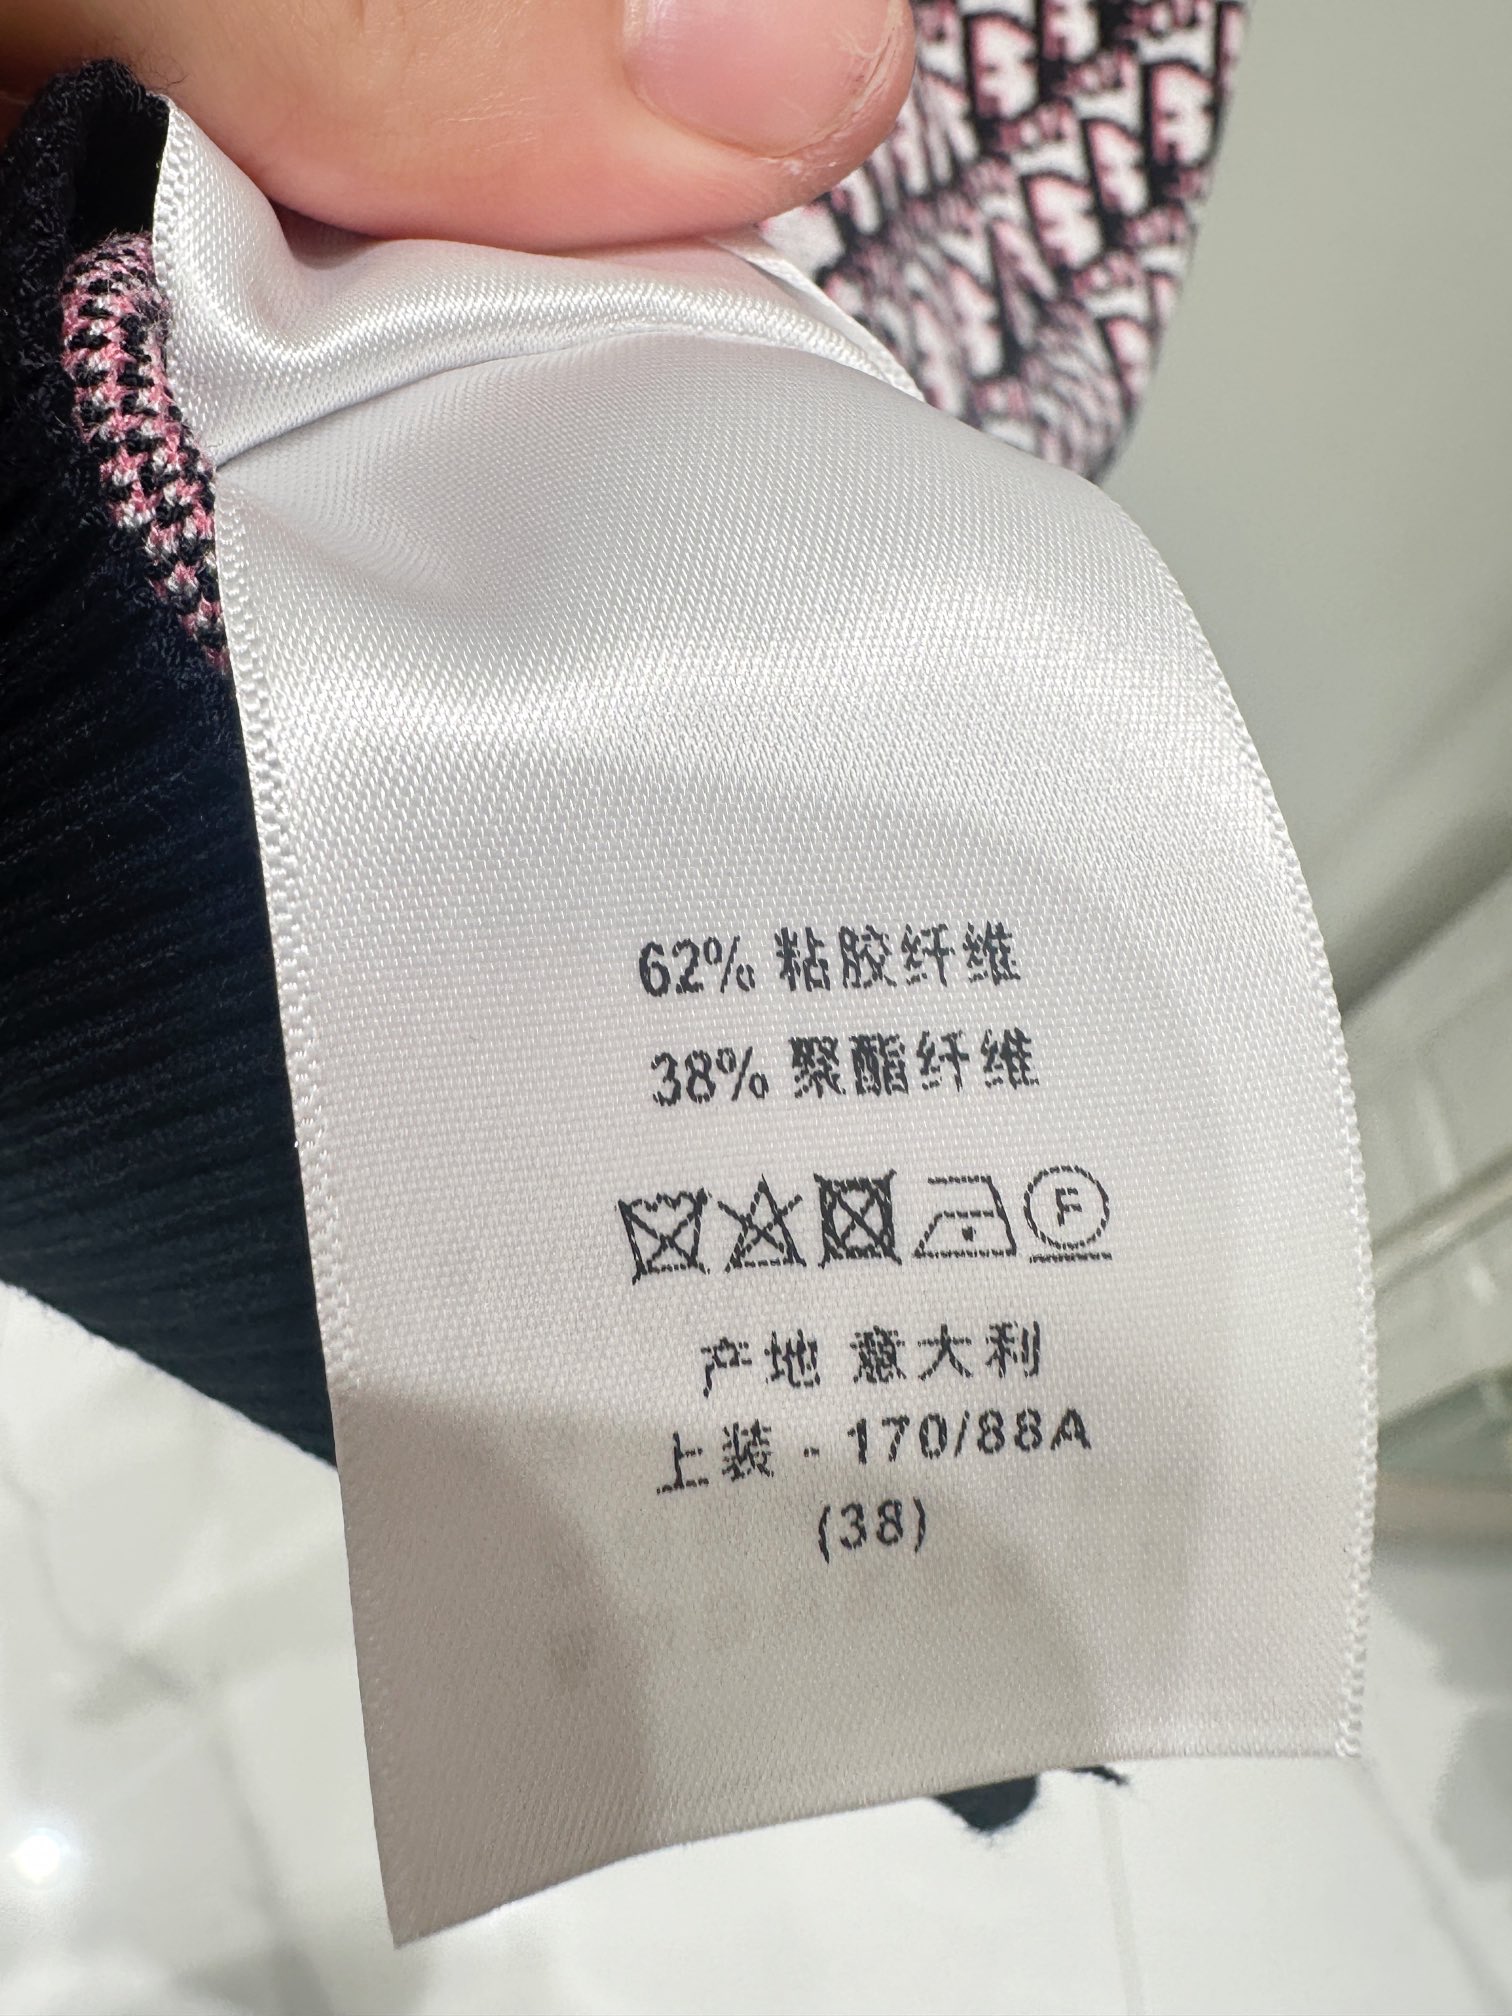 62% 粘胶纤维
38% 聚酯纤维
F
产地 意大利
上装 - 170/88A
(38)